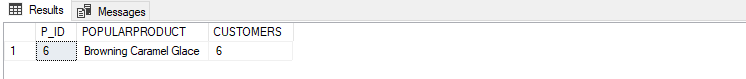 Results Messages
P_ID POPULARPRODUCT CUSTOMERS
1 6 Browning Caramel Glace 6